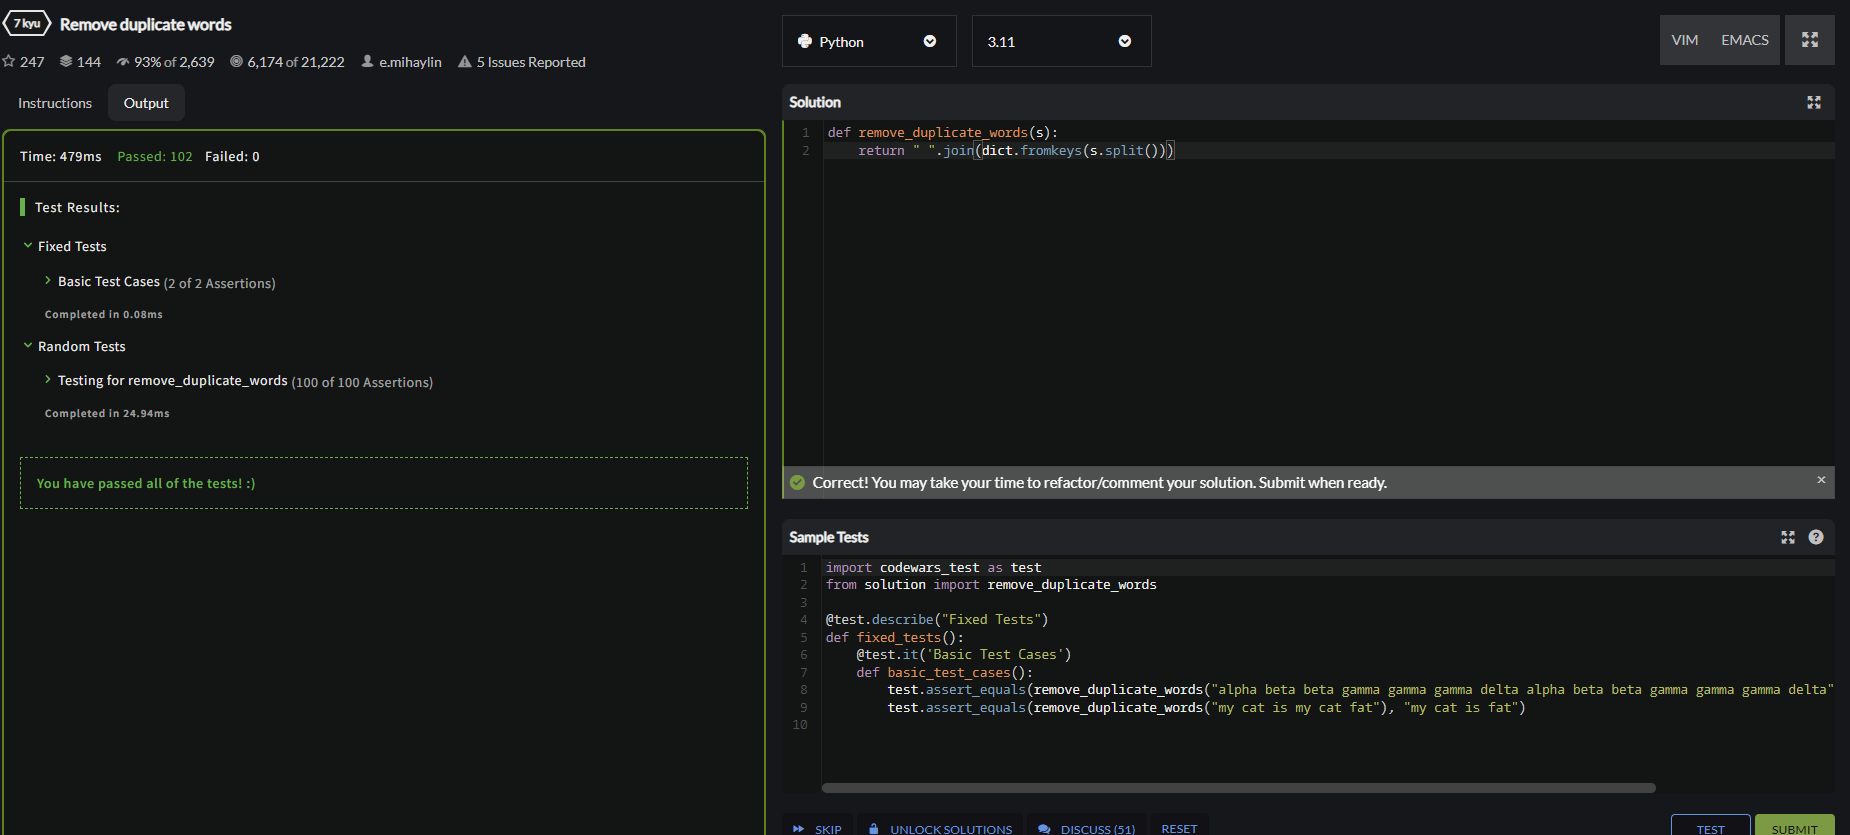 7 kyu Remove duplicate words
247 144 93% of 2,639 6,174 of 21,222 e.mihaylin 5 Issues Reported
Instructions Output
Time: 479ms Passed: 102 Failed: 0
Test Results:
Fixed Tests
Basic Test Cases (2 of 2 Assertions)
Completed in 0.08ms
Random Tests
Testing for remove_duplicate_words (100 of 100 Assertions)
Completed in 24.94ms
You have passed all of the tests! :)
Python 3.11 VIM EMACS
Solution
1 def remove_duplicate_words(s):
2     return " ".join(dict.fromkeys(s.split()))
Correct! You may take your time to refactor/comment your solution. Submit when ready. ×
Sample Tests ?
1 import codewars_test as test
2 from solution import remove_duplicate_words
3
4 @test.describe("Fixed Tests")
5 def fixed_tests():
6     @test.it('Basic Test Cases')
7     def basic_test_cases():
8         test.assert_equals(remove_duplicate_words("alpha beta beta gamma gamma gamma delta alpha beta beta gamma gamma gamma delta"
9         test.assert_equals(remove_duplicate_words("my cat is my cat fat"), "my cat is fat")
10
SKIP UNLOCK SOLUTIONS DISCUSS (51) RESET TEST SUBMIT